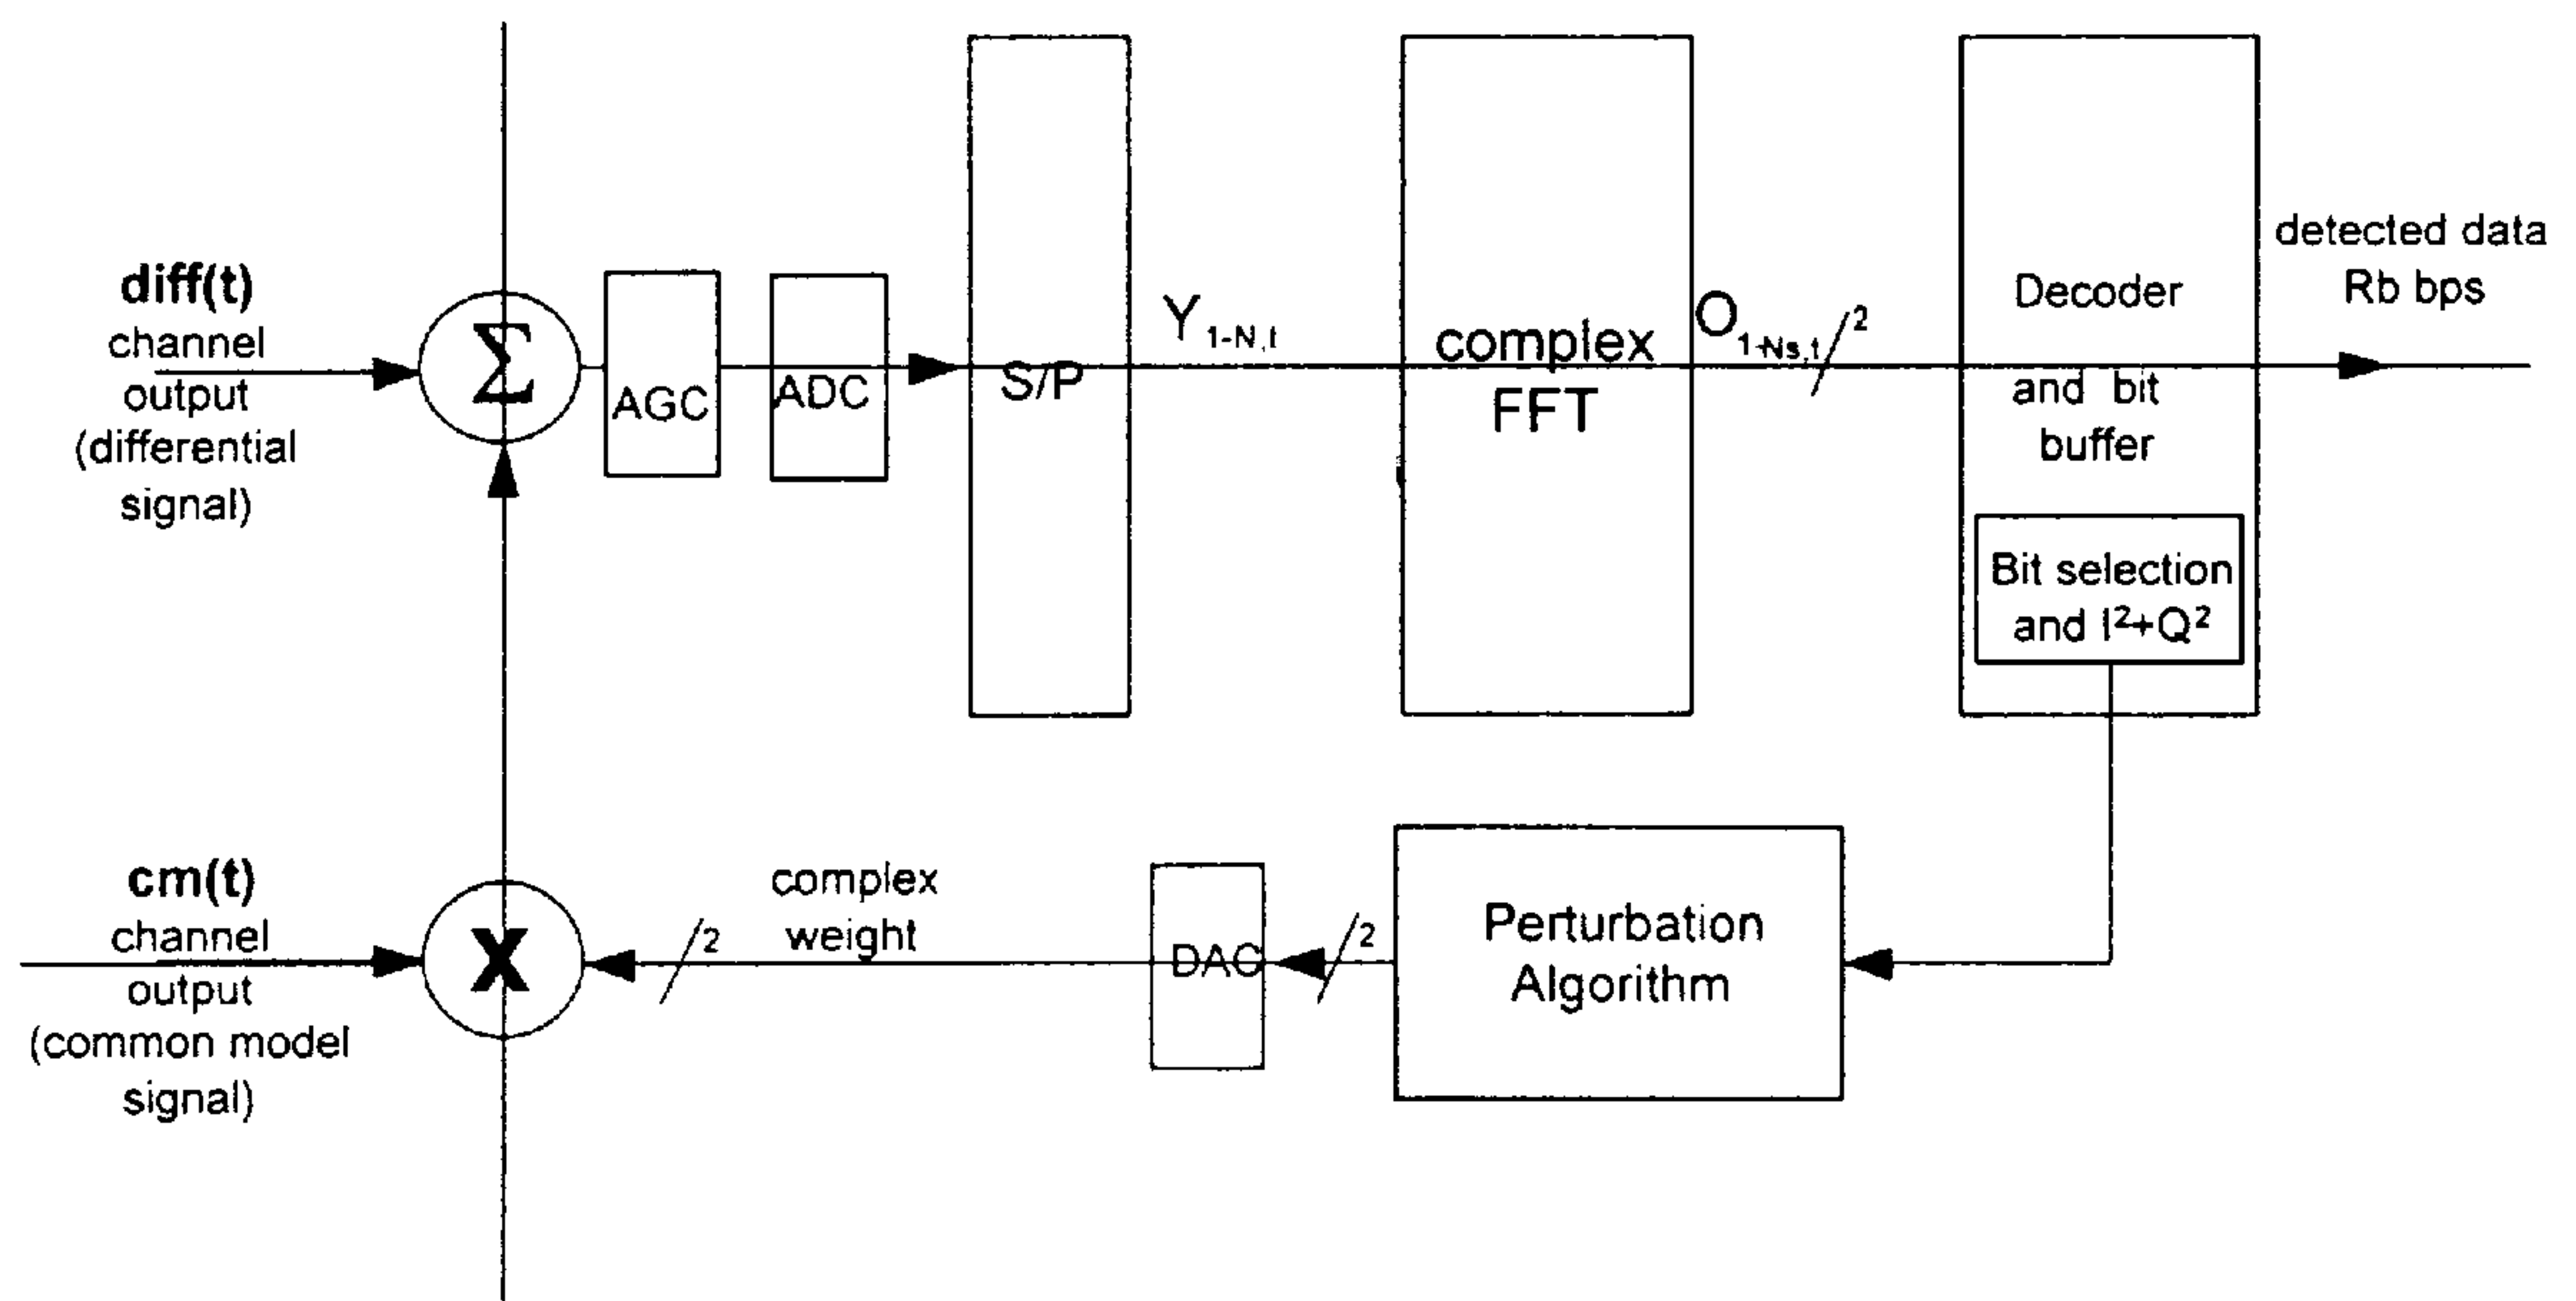 diff(t)
channel
output
(differential
signal)
Σ
AGC
ADC
S/P
Y1-N,t
complex
FFT
O1-Ns,t
2
Decoder
and bit
buffer
Bit selection
and I²+Q²
detected data
Rb bps
cm(t)
channel
output
(common model
signal)
X
2
complex
weight
DAC
2
Perturbation
Algorithm